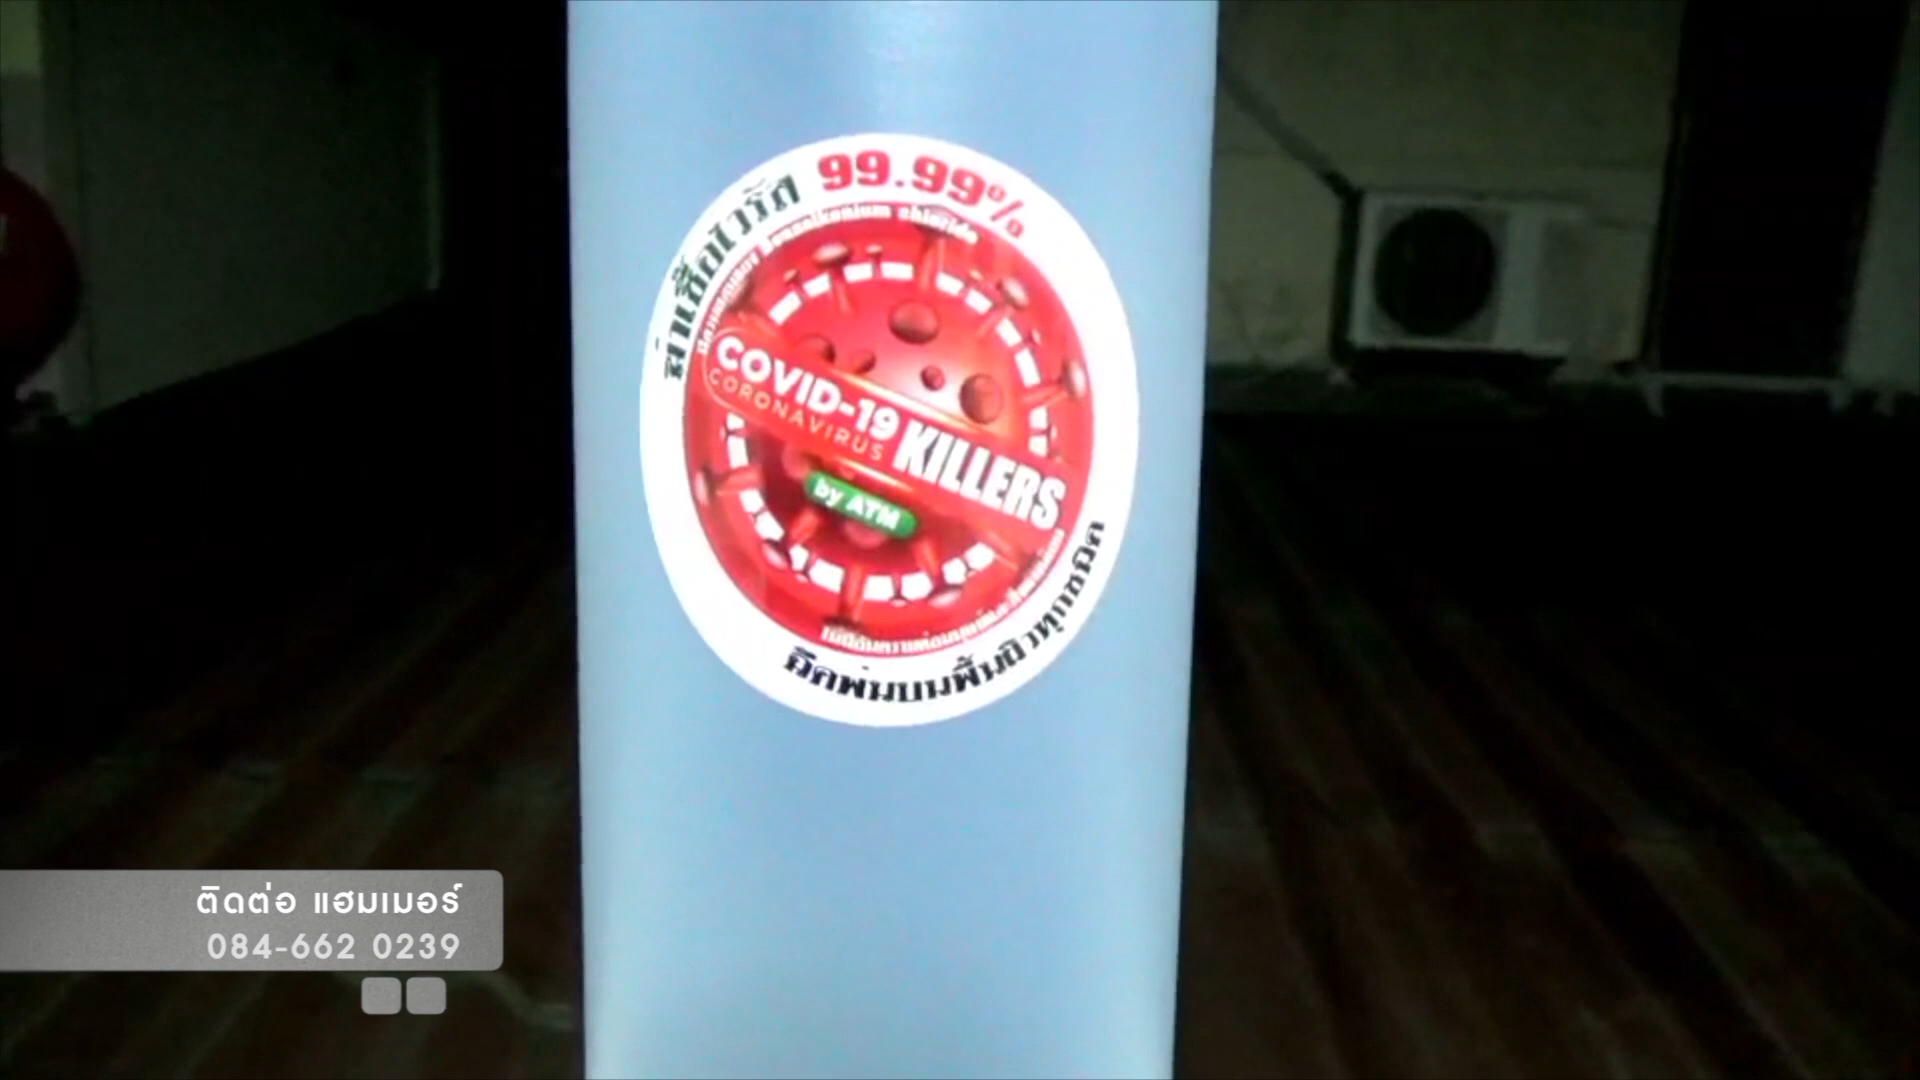 ฆ่าเชื้อไวรัส 99.99%
Benzalkonium chloride
COVID-19
CORONAVIRUS
KILLERS
by ATM
ฉีดพ่นบนพื้นผิวทุกชนิด
ติดต่อ แฮมเมอร์
084-662 0239